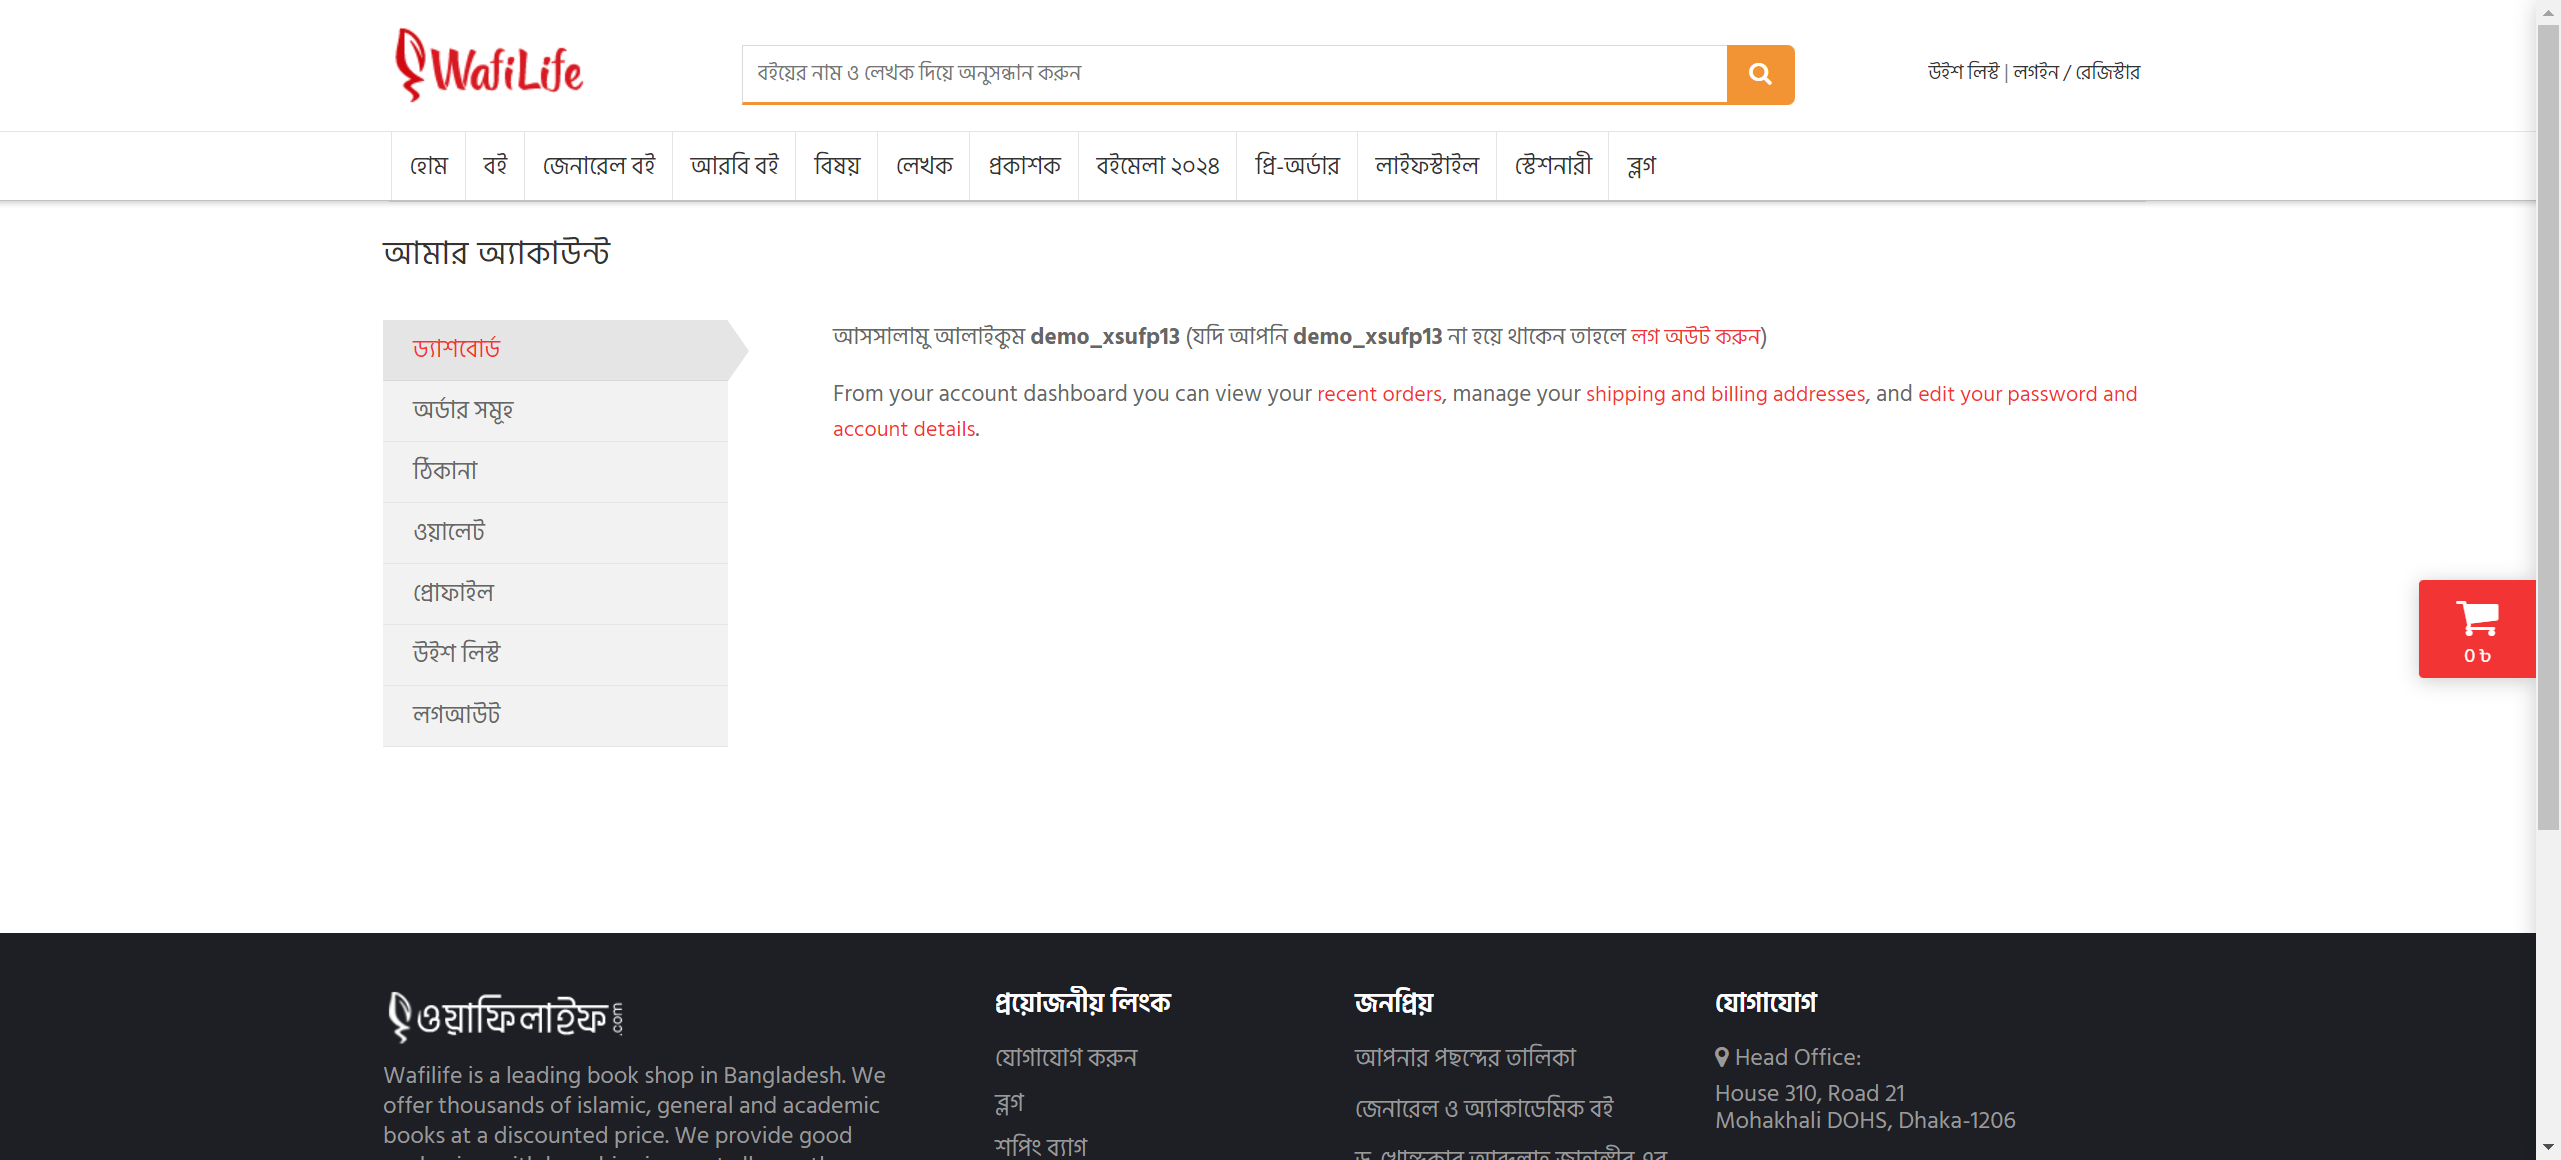 WafiLife
বইয়ের নাম ও লেখক দিয়ে অনুসন্ধান করুন
উইশ লিস্ট | লগইন / রেজিস্টার
হোম বই জেনারেল বই আরবি বই বিষয় লেখক প্রকাশক বইমেলা ২০২৪ প্রি-অর্ডার লাইফস্টাইল স্টেশনারী ব্লগ
আমার অ্যাকাউন্ট
ড্যাশবোর্ড
অর্ডার সমূহ
ঠিকানা
ওয়ালেট
প্রোফাইল
উইশ লিস্ট
লগআউট
আসসালামু আলাইকুম demo_xsufp13 (যদি আপনি demo_xsufp13 না হয়ে থাকেন তাহলে লগ অউট করুন)
From your account dashboard you can view your recent orders, manage your shipping and billing addresses, and edit your password and
account details.
0 ৳
ওয়াফিলাইফ.com
Wafilife is a leading book shop in Bangladesh. We
offer thousands of islamic, general and academic
books at a discounted price. We provide good
প্রয়োজনীয় লিংক
যোগাযোগ করুন
ব্লগ
শপিং ব্যাগ
জনপ্রিয়
আপনার পছন্দের তালিকা
জেনারেল ও অ্যাকাডেমিক বই
ড. খোন্দকার আব্দুল্লাহ জাহাঙ্গীর এর
যোগাযোগ
Head Office:
House 310, Road 21
Mohakhali DOHS, Dhaka-1206